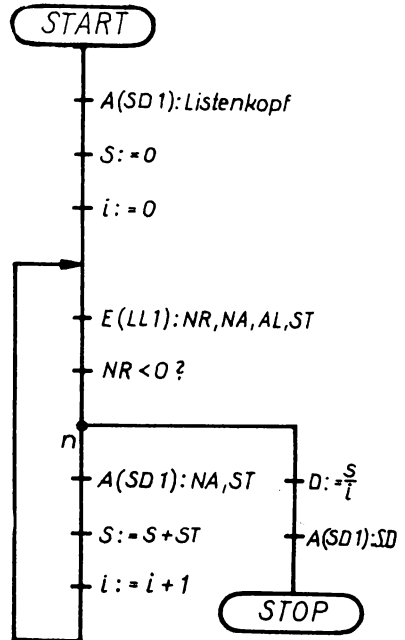 START
A(SD1):Listenkopf
S:=0
i:=0
E(LL1):NR,NA,AL,ST
NR<0?
n
A(SD1):NA,ST
S:=S+ST
i:=i+1
D:=s/i
A(SD1):SD
STOP